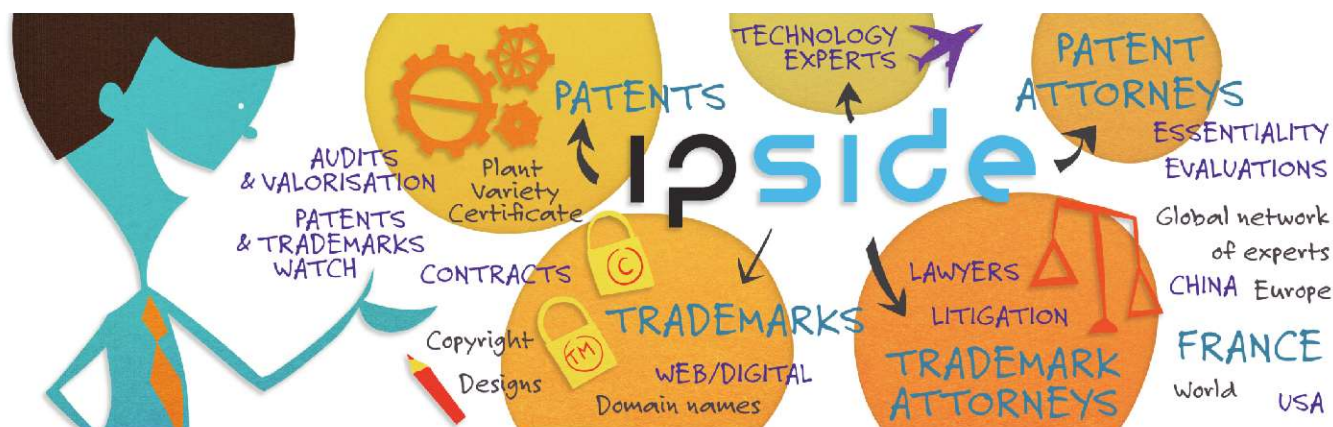 AUDITS
& VALORISATION
PATENTS
& TRADEMARKS
WATCH
PATENTS
Plant
Variety
Certificate
TECHNOLOGY
EXPERTS
PATENT
ATTORNEYS
ESSENTIALITY
EVALUATIONS
ipside
CONTRACTS
Copyright
Designs
C
TM
TRADEMARKS
WEB/DIGITAL
Domain names
LAWYERS
LITIGATION
TRADEMARK
ATTORNEYS
Global network
of experts
CHINA Europe
FRANCE
World
USA